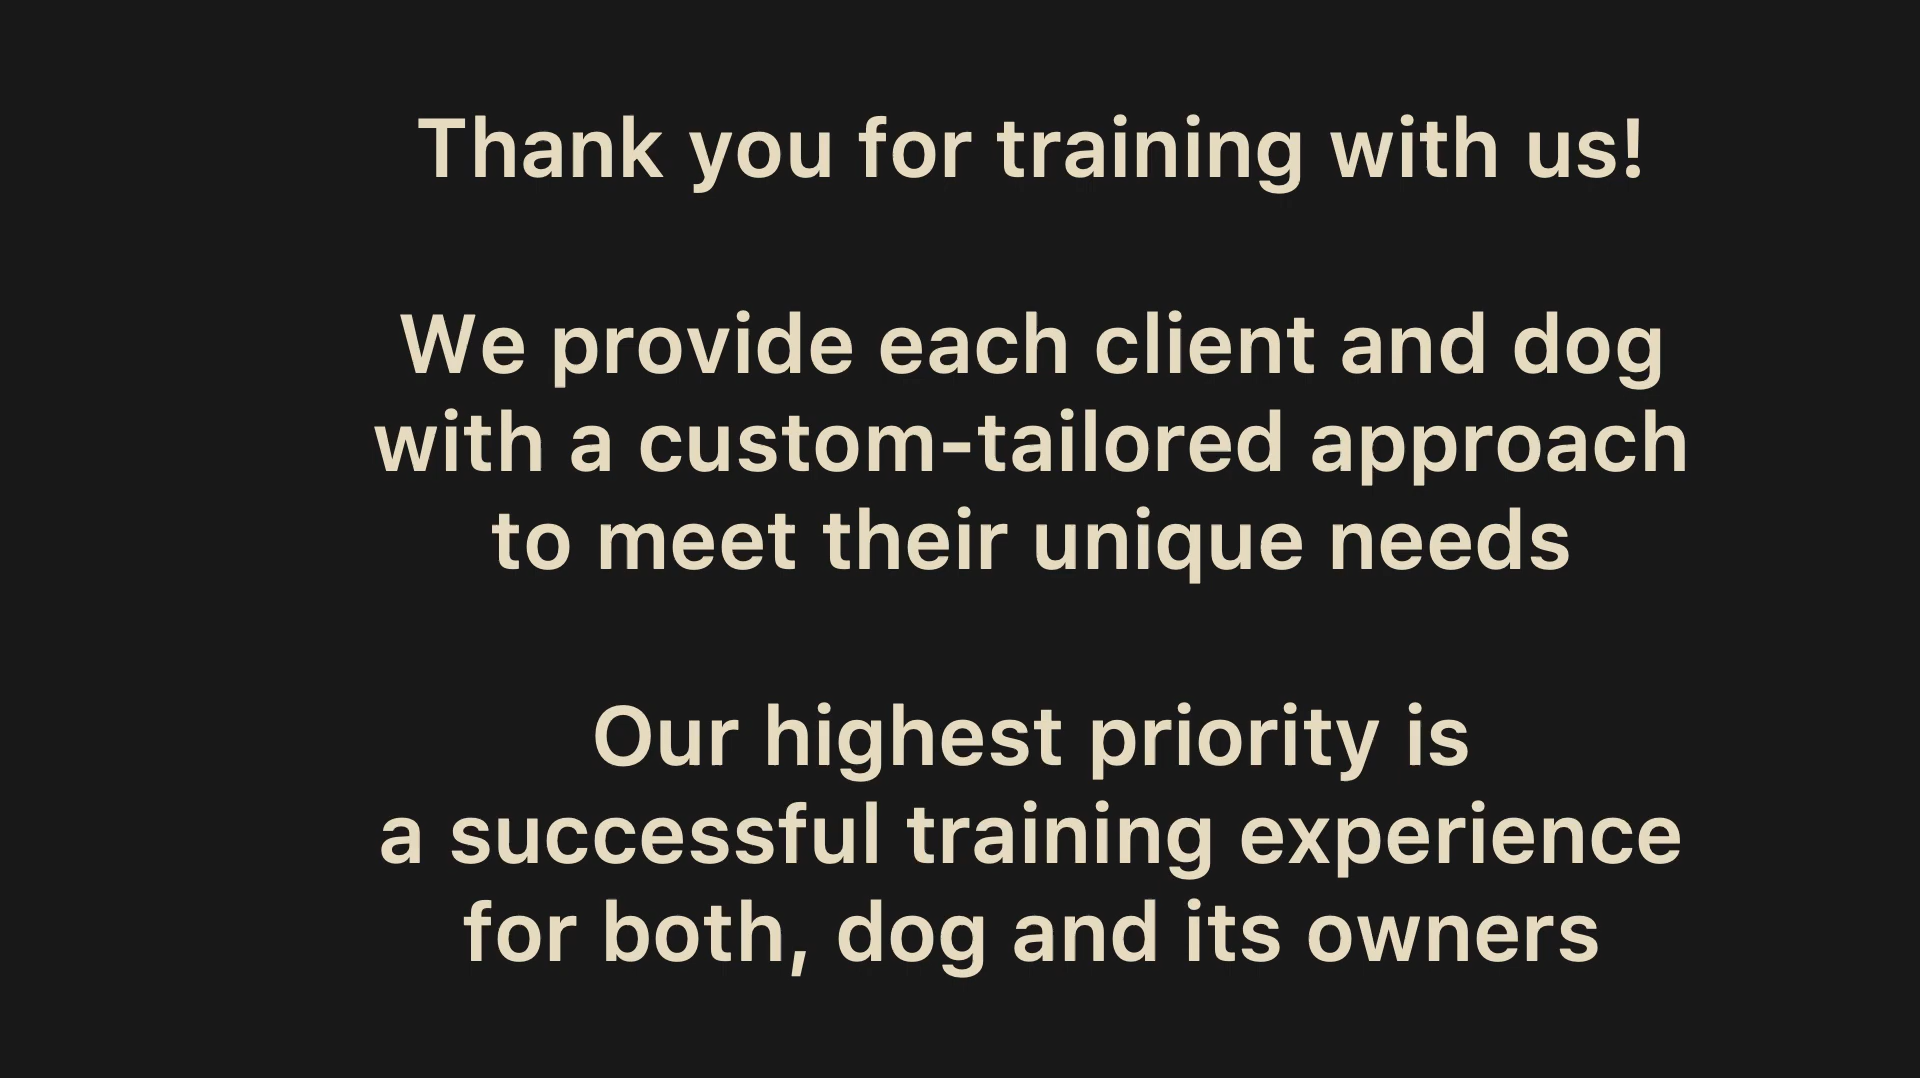 Thank you for training with us!
We provide each client and dog
with a custom-tailored approach
to meet their unique needs
Our highest priority is
a successful training experience
for both, dog and its owners